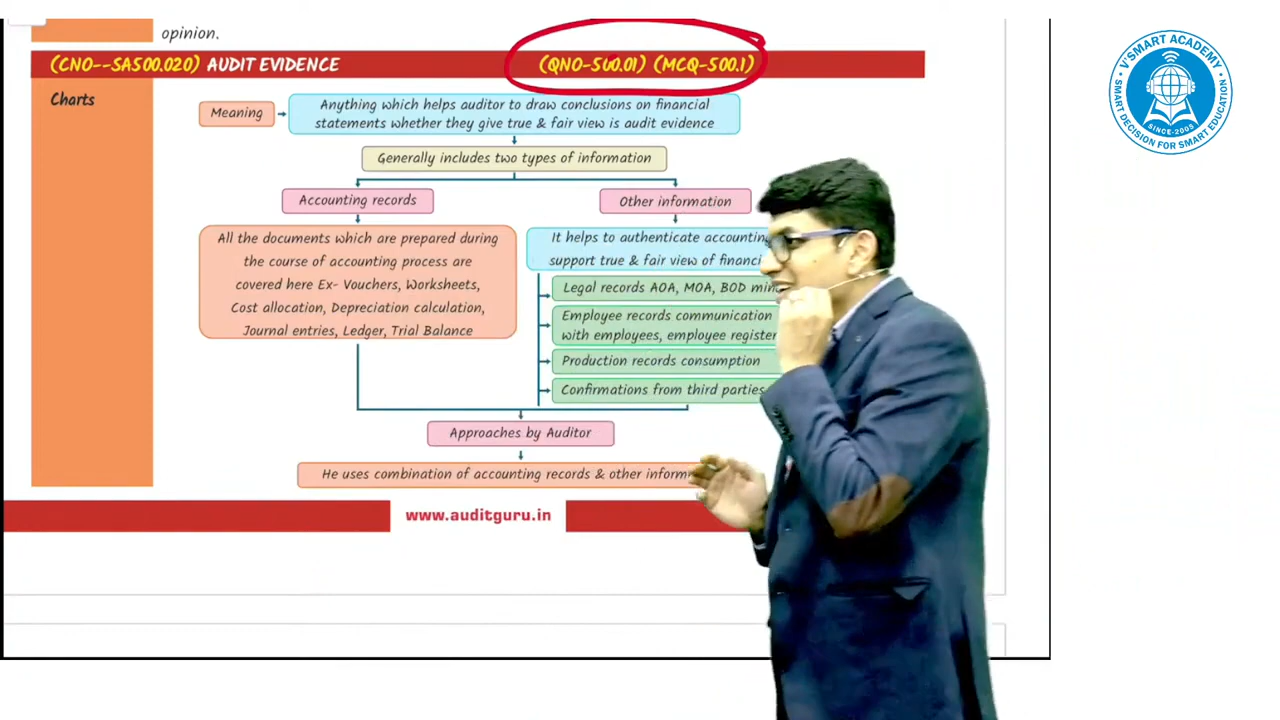 opinion.
(CNO--SA500.020) AUDIT EVIDENCE
(QNO-500.01) (MCQ-500.1)
Charts
Meaning
Anything which helps auditor to draw conclusions on financial
statements whether they give true & fair view is audit evidence
Generally includes two types of information
Accounting records
Other information
All the documents which are prepared during
the course of accounting process are
covered here Ex- Vouchers, Worksheets,
Cost allocation, Depreciation calculation,
Journal entries, Ledger, Trial Balance
It helps to authenticate accounting
support true & fair view of
Legal records AOA, MOA, BOD
Employee records communication
with employees, employee register
Production records consumption
Confirmations from third parties
Approaches by Auditor
He uses combination of accounting records & other
www.auditguru.in
V'SMART ACADEMY
SINCE-2005
SMART DECISION FOR SMART EDUCATION